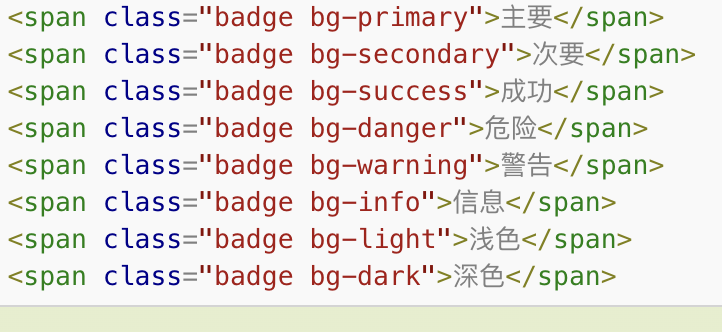 <span class="badge bg-primary">主要</span>
<span class="badge bg-secondary">次要</span>
<span class="badge bg-success">成功</span>
<span class="badge bg-danger">危险</span>
<span class="badge bg-warning">警告</span>
<span class="badge bg-info">信息</span>
<span class="badge bg-light">浅色</span>
<span class="badge bg-dark">深色</span>